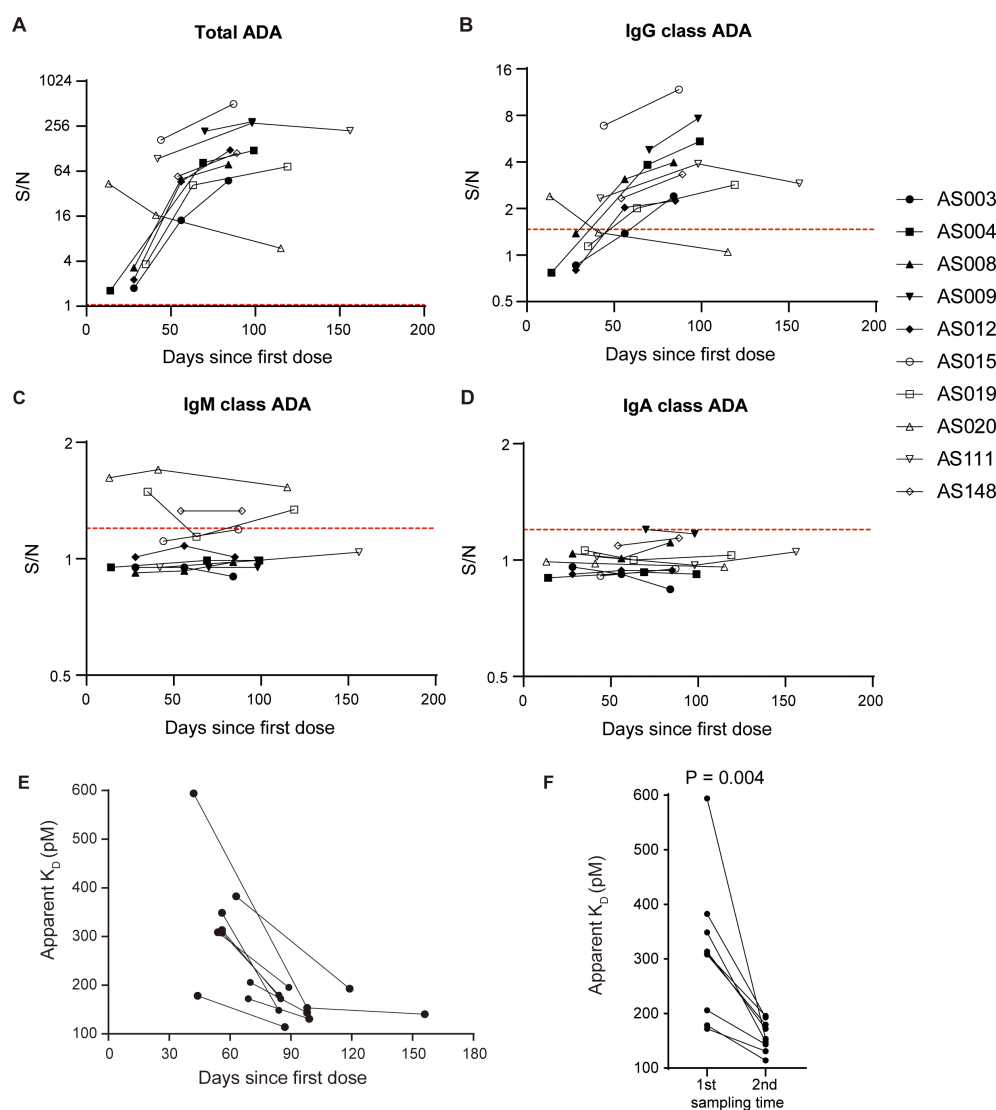 A
Total ADA
S/N
1024
256
64
16
4
1
0 50 100 150 200
Days since first dose
B
IgG class ADA
S/N
16
8
4
2
1
0.5
0 50 100 150 200
Days since first dose
AS003
AS004
AS008
AS009
AS012
AS015
AS019
AS020
AS111
AS148
C
IgM class ADA
S/N
2
1
0.5
0 50 100 150 200
Days since first dose
D
IgA class ADA
2
1
0.5
0 50 100 150 200
Days since first dose
E
Apparent K_D (pM)
600
500
400
300
200
100
0 30 60 90 120 150 180
Days since first dose
F
P = 0.004
Apparent K_D (pM)
600
500
400
300
200
100
1st 2nd
sampling time